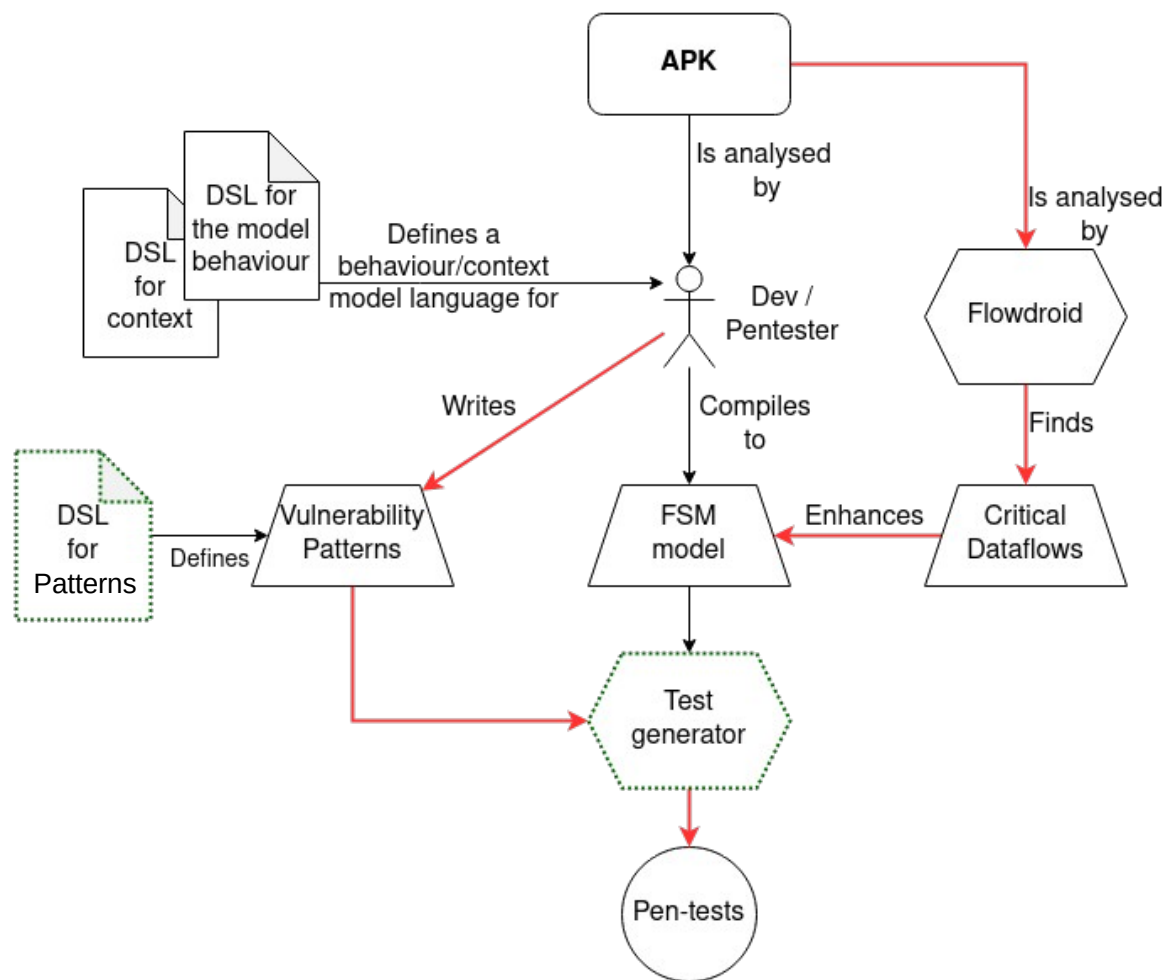 APK
Is analysed
by
Is analysed
by
DSL for
the model
behaviour
DSL
for
context
Defines a
behaviour/context
model language for
Dev /
Pentester
Flowdroid
Writes
Compiles
to
Finds
DSL
for
Patterns
Defines
Vulnerability
Patterns
FSM
model
Enhances
Critical
Dataflows
Test
generator
Pen-tests